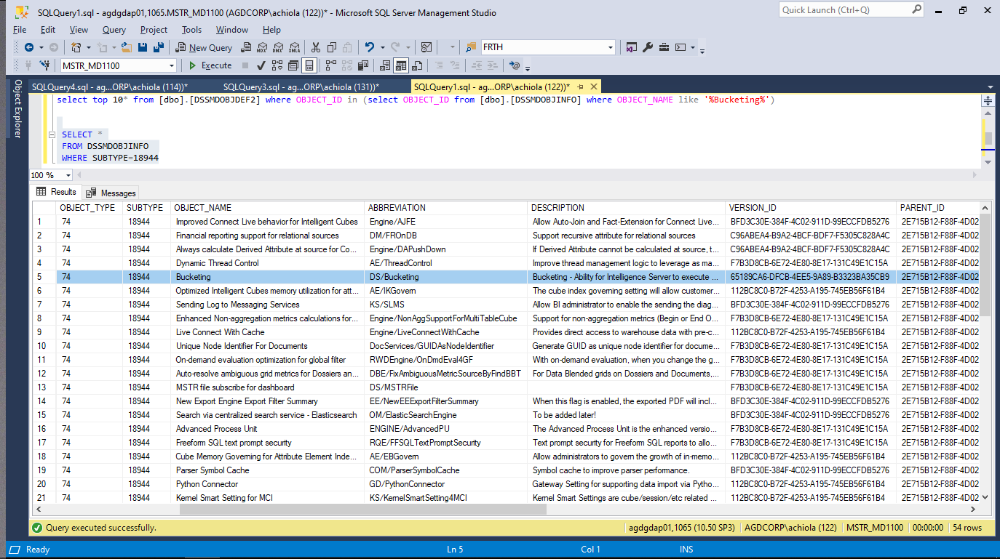 SQLQuery1.sql - agdgdap01,1065.MSTR_MD1100 (AGDCORP\achiola (122))* - Microsoft SQL Server Management Studio
Quick Launch (Ctrl+Q)
File Edit View Query Project Tools Window Help
New Query MDX DMX XMLA FRTH
MSTR_MD1100 Execute
Object Explorer
SQLQuery4.sql - ag...ORP\achiola (114))* SQLQuery3.sql - ag...ORP\achiola (131))* SQLQuery1.sql - ag...ORP\achiola (122))*
select top 10* from [dbo].[DSSMDOBJDEF2] where OBJECT_ID in (select OBJECT_ID from [dbo].[DSSMDOBJINFO] where OBJECT_NAME like '%Bucketing%')
SELECT *
FROM DSSMDOBJINFO
WHERE SUBTYPE=18944
100 %
Results Messages
OBJECT_TYPE SUBTYPE OBJECT_NAME ABBREVIATION DESCRIPTION VERSION_ID PARENT_ID
1 74 18944 Improved Connect Live behavior for Intelligent Cubes Engine/AJFE Allow Auto-Join and Fact-Extension for Connect Live... BFD3C30E-384F-4C02-911D-99ECCFDB5276 2E715B12-F88F-4D02
2 74 18944 Financial reporting support for relational sources DM/FROnDB Support recursive attribute for relational sources C96ABEA4-B9A2-4BCF-BDF7-F5305C828A4C 2E715B12-F88F-4D02
3 74 18944 Always calculate Derived Attribute at source for Co... Engine/DAPushDown If Derived Attribute cannot be calculated at source, t... C96ABEA4-B9A2-4BCF-BDF7-F5305C828A4C 2E715B12-F88F-4D02
4 74 18944 Dynamic Thread Control AE/ThreadControl Improve thread management logic to leverage as ma... F7B3D8CB-6E72-4E80-8E17-131C49E1C15A 2E715B12-F88F-4D02
5 74 18944 Bucketing DS/Bucketing Bucketing - Ability for Intelligence Server to execute ... 65189CA6-DFCB-4EE5-9A89-B3323BA35CB9 2E715B12-F88F-4D02
6 74 18944 Optimized Intelligent Cubes memory utilization for att... AE/IKGovern The cube index governing setting will allow customer... 112BC8C0-B72F-4253-A195-745EB56F61B4 2E715B12-F88F-4D02
7 74 18944 Sending Log to Messaging Services KS/SLMS Allow BI administrator to enable the sending the diag... BFD3C30E-384F-4C02-911D-99ECCFDB5276 2E715B12-F88F-4D02
8 74 18944 Enhanced Non-aggregation metrics calculations for... Engine/NonAggSupportForMultiTableCube Support for non-aggregation metrics (Begin or End O... F7B3D8CB-6E72-4E80-8E17-131C49E1C15A 2E715B12-F88F-4D02
9 74 18944 Live Connect With Cache Engine/LiveConnectWithCache Provides direct access to warehouse data with pre-c... 112BC8C0-B72F-4253-A195-745EB56F61B4 2E715B12-F88F-4D02
10 74 18944 Unique Node Identifier For Documents DocServices/GUIDAsNodeIdentifier Generate GUID as unique node identifier for docume... F7B3D8CB-6E72-4E80-8E17-131C49E1C15A 2E715B12-F88F-4D02
11 74 18944 On-demand evaluation optimization for global filter RWDEngine/OnDmdEval4GF With on-demand evaluation, when you change the g... F7B3D8CB-6E72-4E80-8E17-131C49E1C15A 2E715B12-F88F-4D02
12 74 18944 Auto-resolve ambiguous grid metrics for Dossiers an... DBE/FixAmbiguousMetricSourceByFindBBT For Data Blended grids on Dossiers and Documents,... F7B3D8CB-6E72-4E80-8E17-131C49E1C15A 2E715B12-F88F-4D02
13 74 18944 MSTR file subscribe for dashboard DS/MSTRFile F7B3D8CB-6E72-4E80-8E17-131C49E1C15A 2E715B12-F88F-4D02
14 74 18944 New Export Engine Export Filter Summary EE/NewEEExportFilterSummary When this flag is enabled, the exported PDF will incl... BFD3C30E-384F-4C02-911D-99ECCFDB5276 2E715B12-F88F-4D02
15 74 18944 Search via centralized search service - Elasticsearch OM/ElasticSearchEngine To be added later! BFD3C30E-384F-4C02-911D-99ECCFDB5276 2E715B12-F88F-4D02
16 74 18944 Advanced Process Unit ENGINE/AdvancedPU The Advanced Process Unit is the enhanced versio... F7B3D8CB-6E72-4E80-8E17-131C49E1C15A 2E715B12-F88F-4D02
17 74 18944 Freeform SQL text prompt security RQE/FFSQLTextPromptSecurity Text prompt security for Freeform SQL reports to allo... F7B3D8CB-6E72-4E80-8E17-131C49E1C15A 2E715B12-F88F-4D02
18 74 18944 Cube Memory Governing for Attribute Element Inde... AE/EBGovern Allow administrators to govern the growth of in-memo... 112BC8C0-B72F-4253-A195-745EB56F61B4 2E715B12-F88F-4D02
19 74 18944 Parser Symbol Cache COM/ParserSymbolCache Symbol cache to improve parser performance. BFD3C30E-384F-4C02-911D-99ECCFDB5276 2E715B12-F88F-4D02
20 74 18944 Python Connector GD/PythonConnector Gateway Setting for supporting data import via Pytho... 112BC8C0-B72F-4253-A195-745EB56F61B4 2E715B12-F88F-4D02
21 74 18944 Kernel Smart Setting for MCI KS/KernelSmartSetting4MCI Kernel Smart Settings are cube/session/etc related ... 112BC8C0-B72F-4253-A195-745EB56F61B4 2E715B12-F88F-4D02
Query executed successfully. agdgdap01,1065 (10.50 SP3) AGDCORP\achiola (122) MSTR_MD1100 00:00:00 54 rows
Ready Ln 5 Col 1 INS